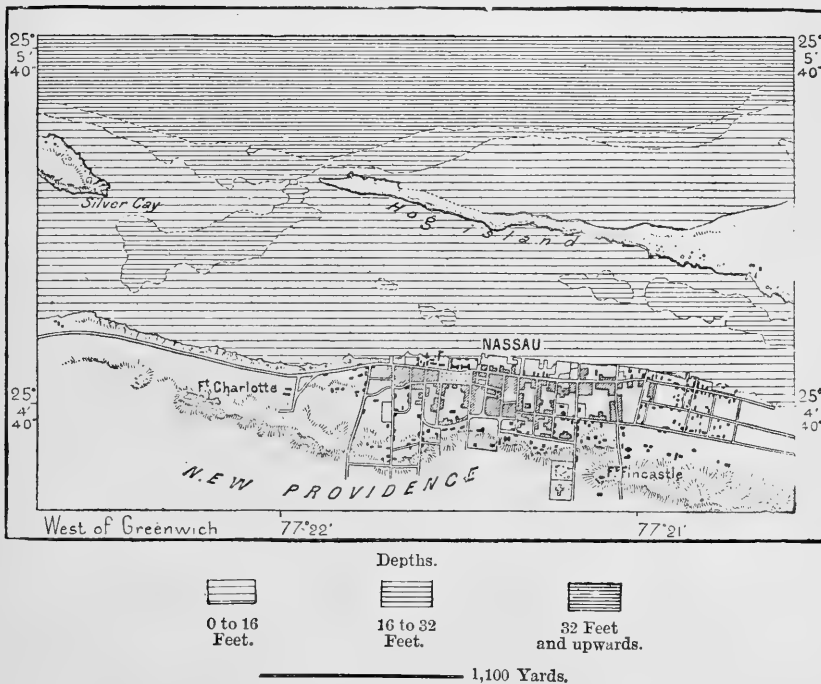 25° 25°
5' 5'
40" 40"
Silver Cay
Hog Island
NASSAU
Ft. Charlotte
25° 25°
4' 4'
40" 40"
Ft. Fincastle
NEW PROVIDENCE
West of Greenwich 77°22' 77°21'
Depths.
0 to 16 16 to 32 32 Feet
Feet. Feet. and upwards.
1,100 Yards.